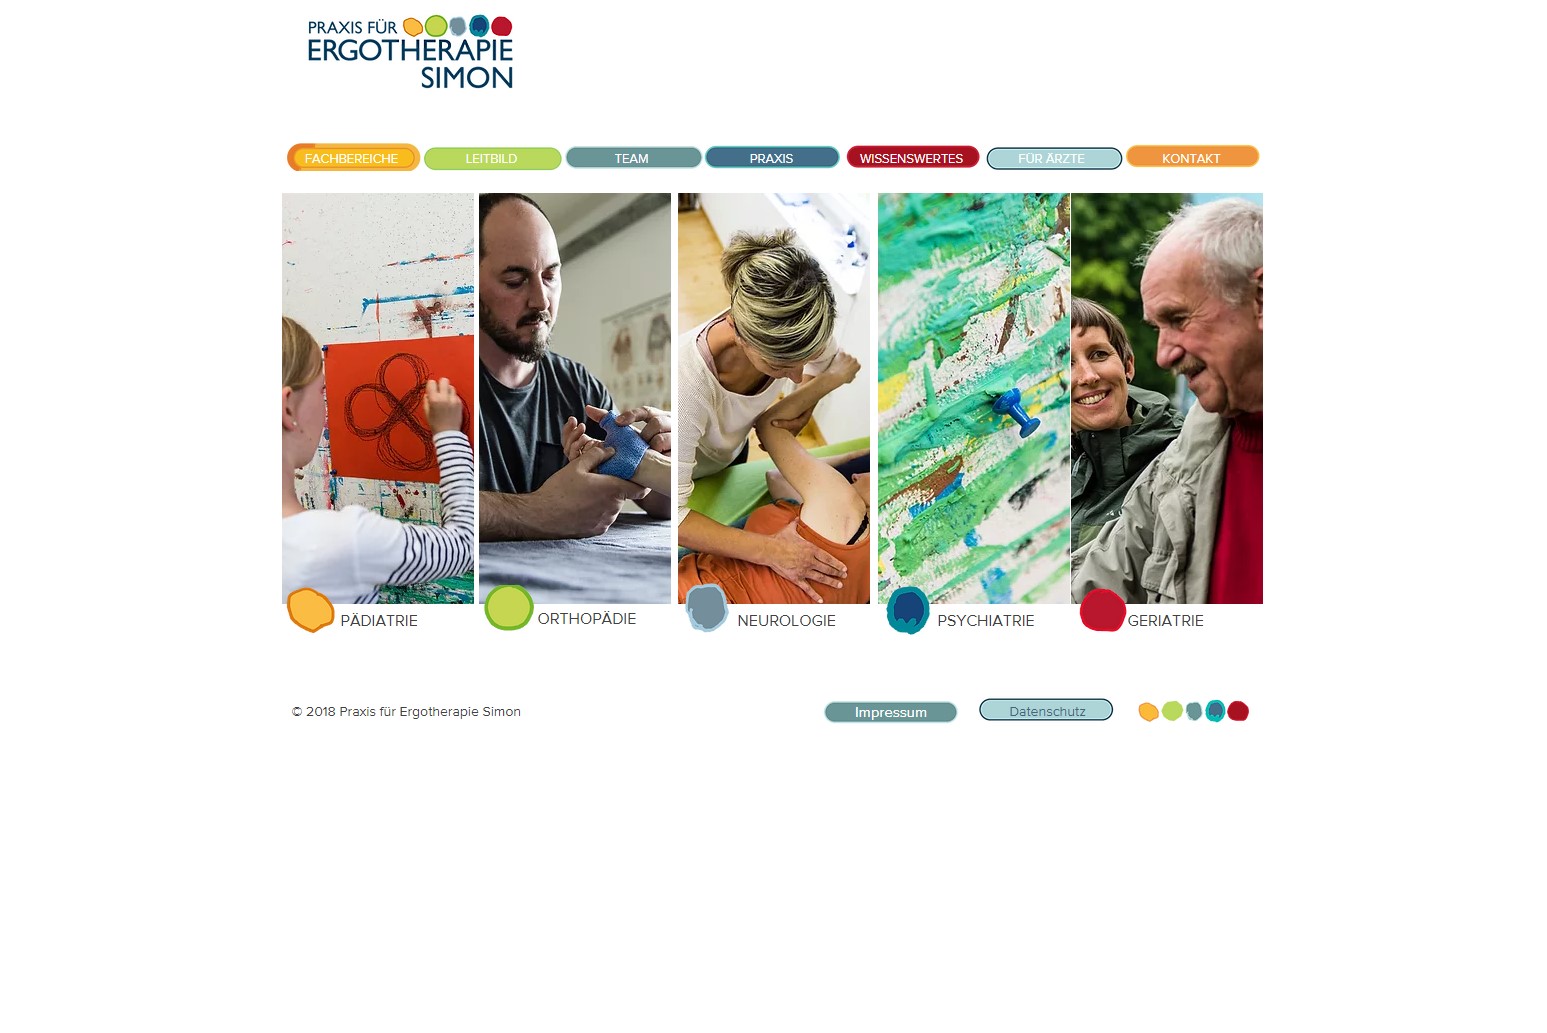 PRAXIS FÜR
ERGOTHERAPIE
SIMON
FACHBEREICHE
LEITBILD
TEAM
PRAXIS
WISSENSWERTES
FÜR ÄRZTE
KONTAKT
PÄDIATRIE
ORTHOPÄDIE
NEUROLOGIE
PSYCHIATRIE
GERIATRIE
© 2018 Praxis für Ergotherapie Simon
Impressum
Datenschutz